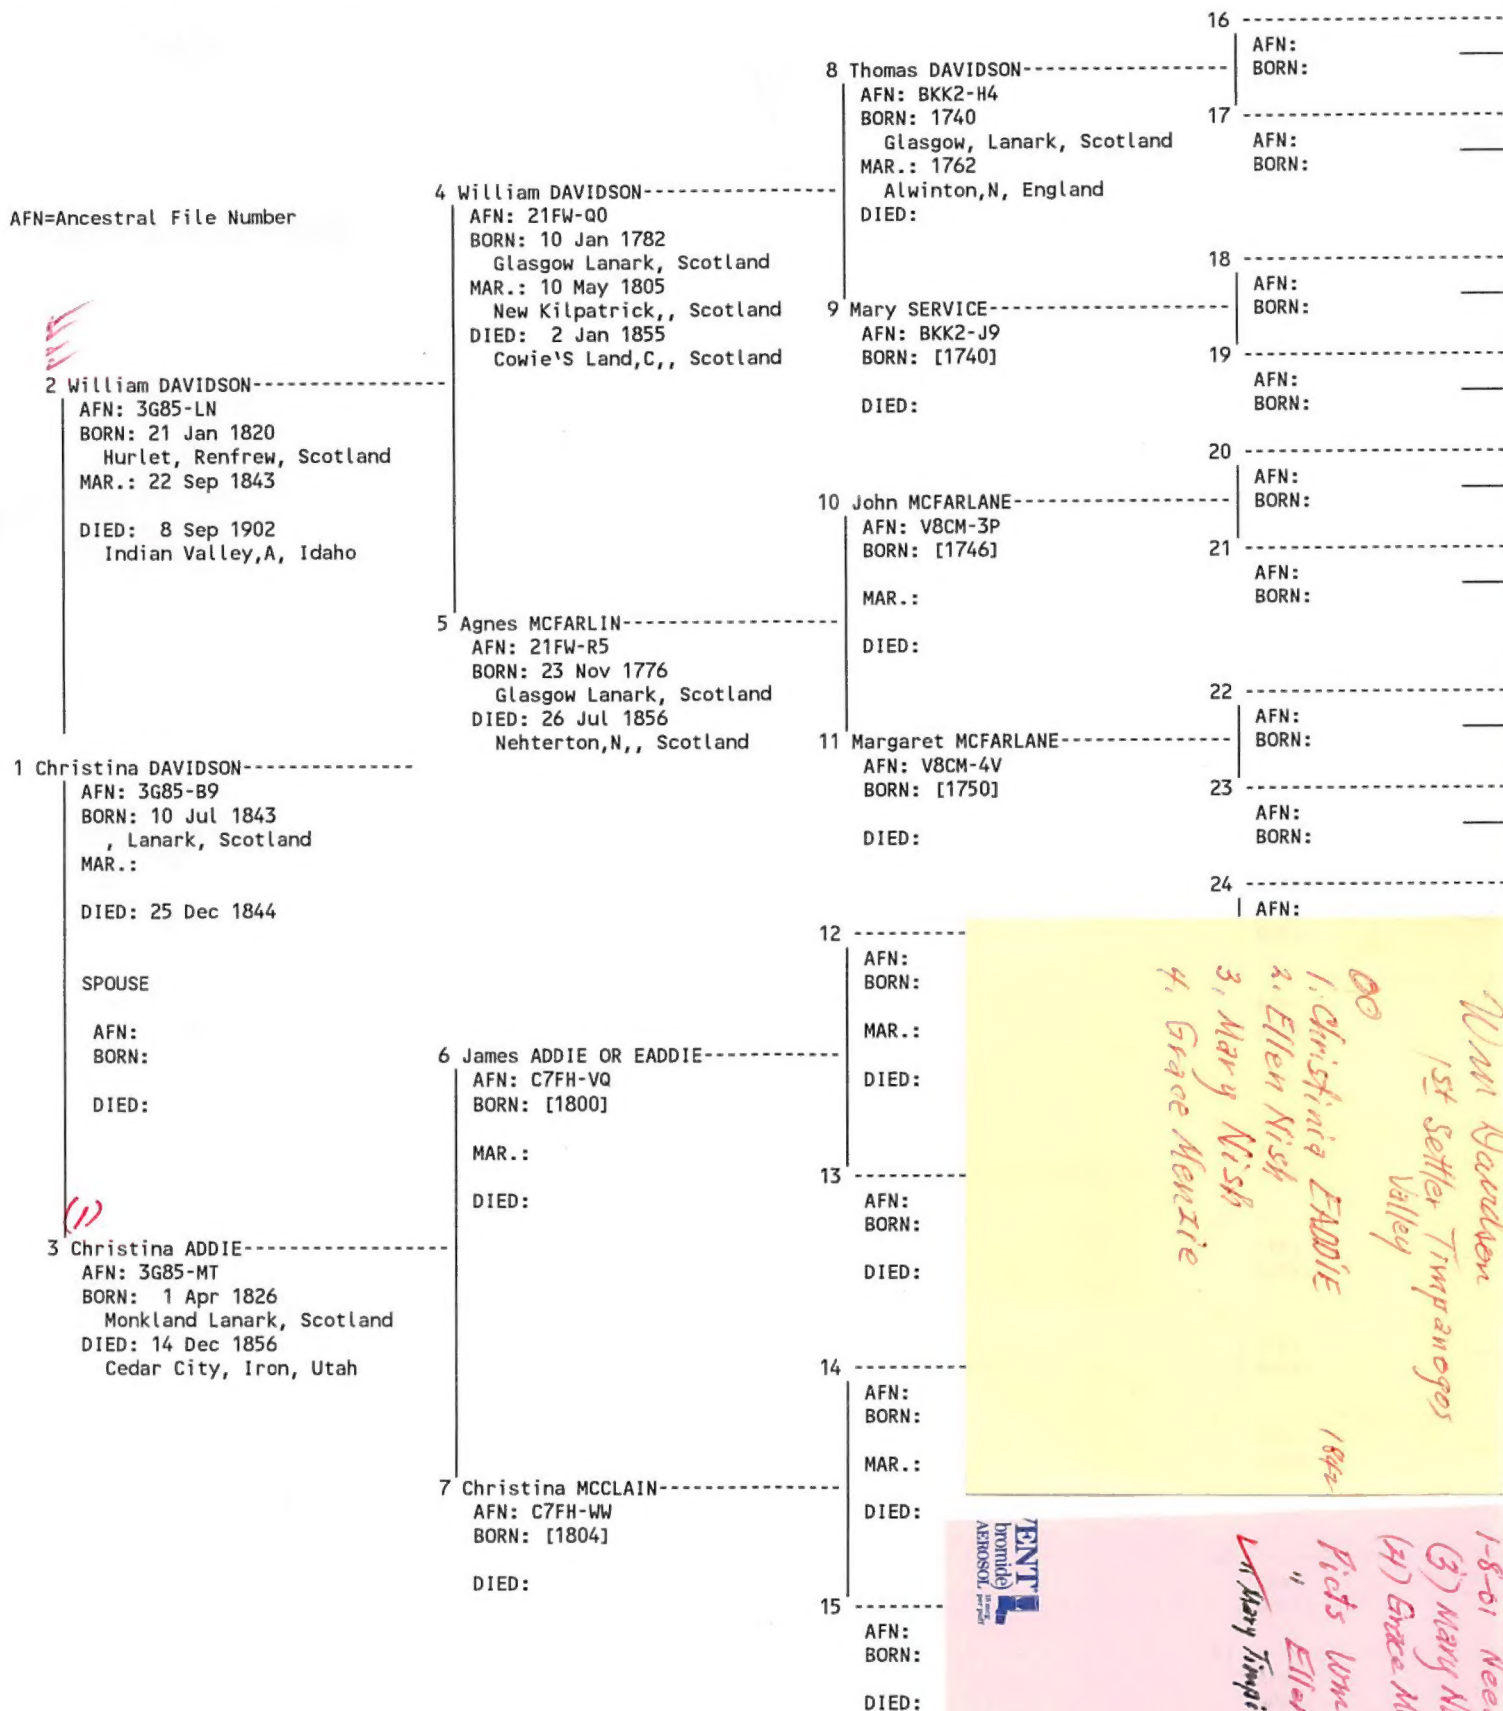 AFN=Ancestral File Number
1 Christina DAVIDSON
AFN: 3G85-B9
BORN: 10 Jul 1843
, Lanark, Scotland
MAR.:
DIED: 25 Dec 1844
SPOUSE
AFN:
BORN:
DIED:
2 William DAVIDSON
AFN: 3G85-LN
BORN: 21 Jan 1820
Hurlet, Renfrew, Scotland
MAR.: 22 Sep 1843
DIED: 8 Sep 1902
Indian Valley,A, Idaho
(1)
3 Christina ADDIE
AFN: 3G85-MT
BORN: 1 Apr 1826
Monkland Lanark, Scotland
DIED: 14 Dec 1856
Cedar City, Iron, Utah
4 William DAVIDSON
AFN: 21FW-Q0
BORN: 10 Jan 1782
Glasgow Lanark, Scotland
MAR.: 10 May 1805
New Kilpatrick,, Scotland
DIED: 2 Jan 1855
Cowie'S Land,C,, Scotland
5 Agnes MCFARLIN
AFN: 21FW-R5
BORN: 23 Nov 1776
Glasgow Lanark, Scotland
DIED: 26 Jul 1856
Nehterton,N,, Scotland
6 James ADDIE OR EADDIE
AFN: C7FH-VQ
BORN: [1800]
MAR.:
DIED:
7 Christina MCCLAIN
AFN: C7FH-WW
BORN: [1804]
DIED:
8 Thomas DAVIDSON
AFN: BKK2-H4
BORN: 1740
Glasgow, Lanark, Scotland
MAR.: 1762
Alwinton,N, England
DIED:
9 Mary SERVICE
AFN: BKK2-J9
BORN: [1740]
DIED:
10 John MCFARLANE
AFN: V8CM-3P
BORN: [1746]
MAR.:
DIED:
11 Margaret MCFARLANE
AFN: V8CM-4V
BORN: [1750]
DIED:
12
AFN:
BORN:
MAR.:
DIED:
13
AFN:
BORN:
DIED:
14
AFN:
BORN:
MAR.:
DIED:
15
AFN:
BORN:
DIED:
16
AFN:
BORN:
17
AFN:
BORN:
18
AFN:
BORN:
19
AFN:
BORN:
20
AFN:
BORN:
21
AFN:
BORN:
22
AFN:
BORN:
23
AFN:
BORN:
24
AFN:
Wm Davidson
1st Settler Timpanogos
Valley
1. Christinia EADDIE
2. Ellen Nish
3. Mary Nish
4. Grace Menzie
1-8-01
(3) Mary
(4) Grace
Picts Wm
"
" Mary
VENT
bromide)
AEROSOL